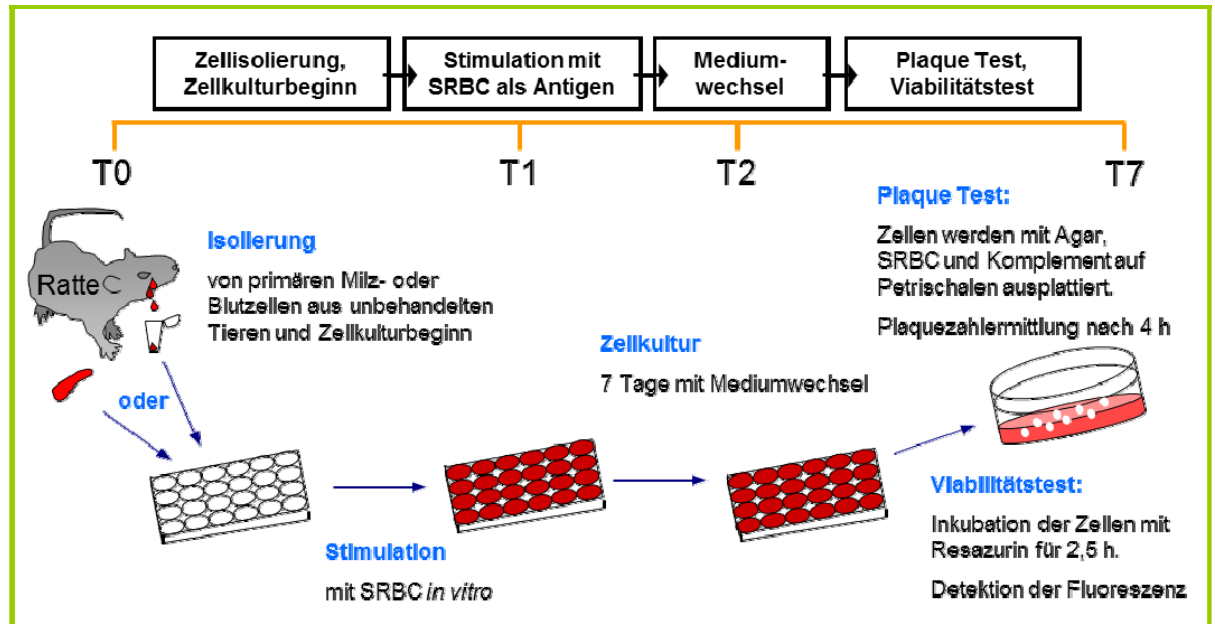 Zellisolierung,
Zellkulturbeginn
Stimulation mit
SRBC als Antigen
Medium-
wechsel
Plaque Test,
Viabilitätstest
T0
T1
T2
T7
Ratte
Isolierung
von primären Milz- oder
Blutzellen aus unbehandelten
Tieren und Zellkulturbeginn
oder
Stimulation
mit SRBC in vitro
Zellkultur
7 Tage mit Mediumwechsel
Plaque Test:
Zellen werden mit Agar,
SRBC und Komplement auf
Petrischalen ausplattiert.
Plaquezahlermittlung nach 4 h
Viabilitätstest:
Inkubation der Zellen mit
Resazurin für 2,5 h.
Detektion der Fluoreszenz